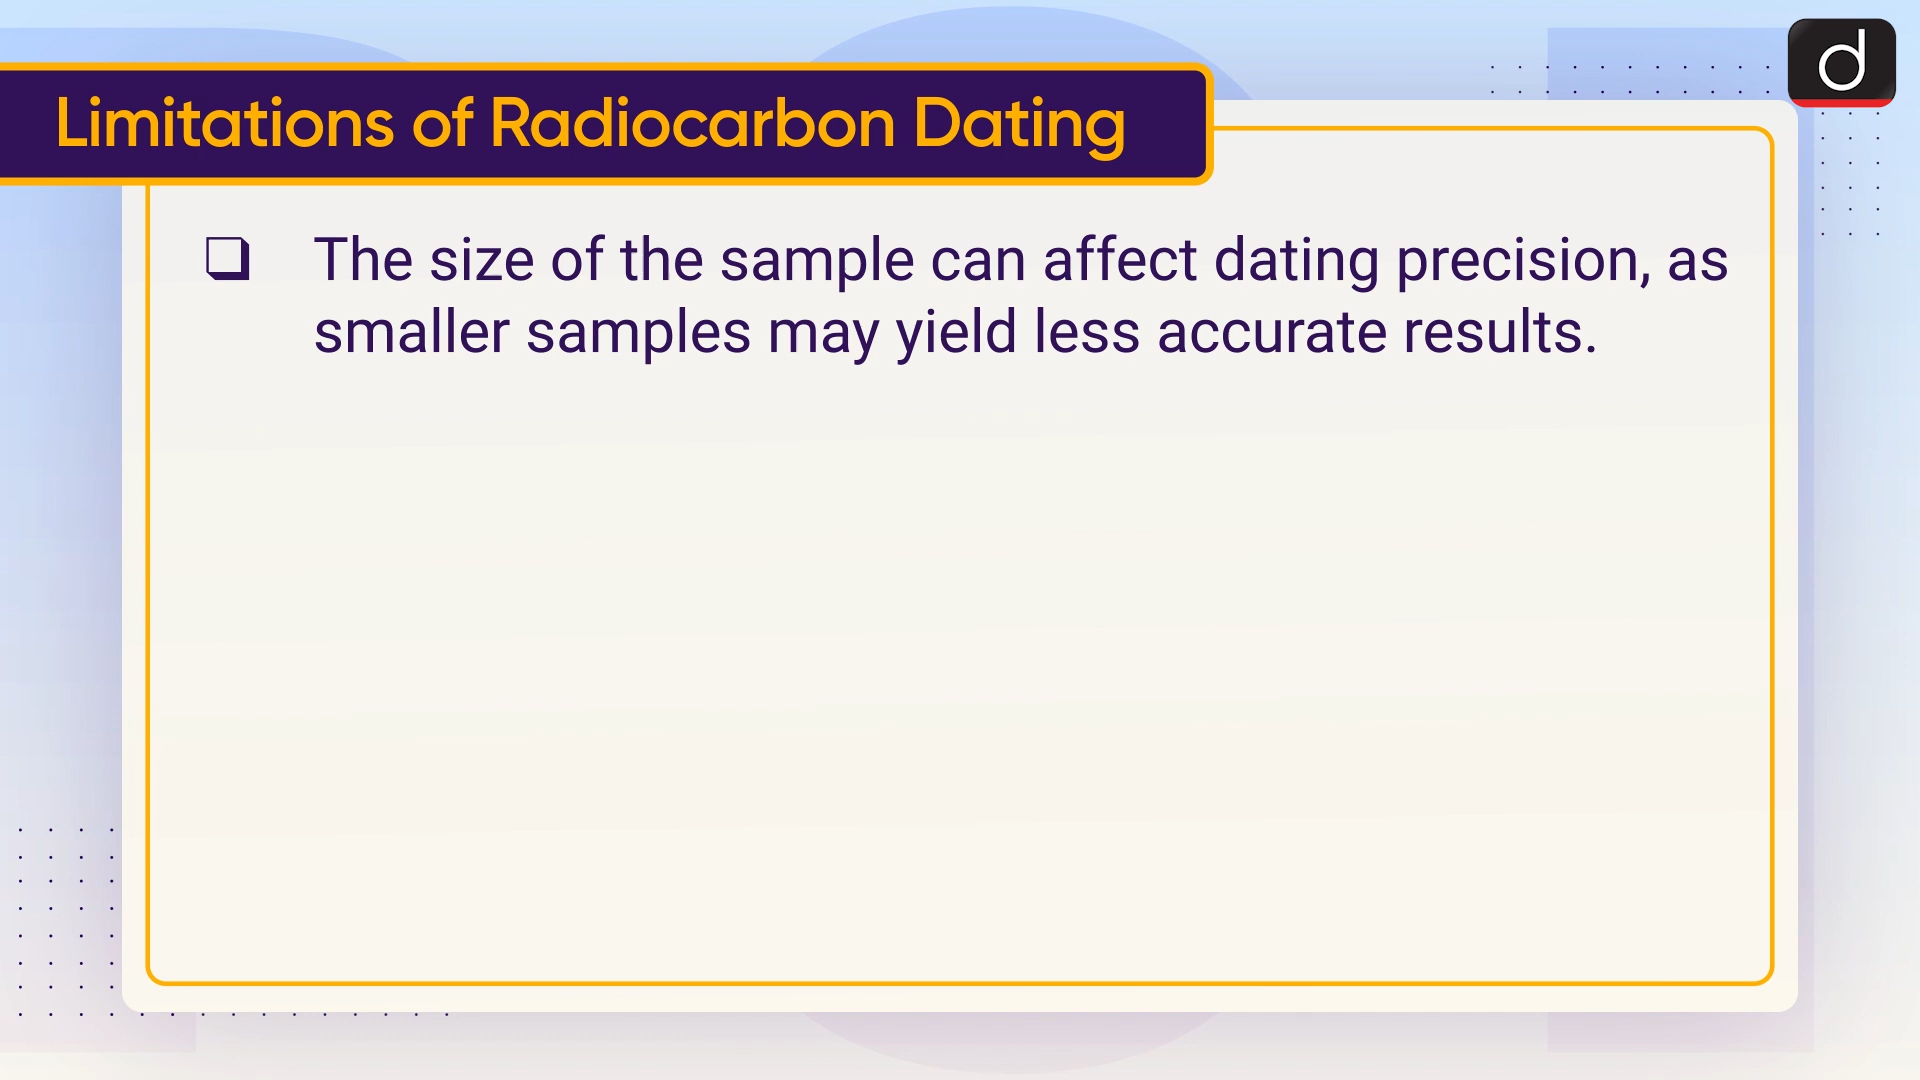 d
Limitations of Radiocarbon Dating
❑ The size of the sample can affect dating precision, as
smaller samples may yield less accurate results.